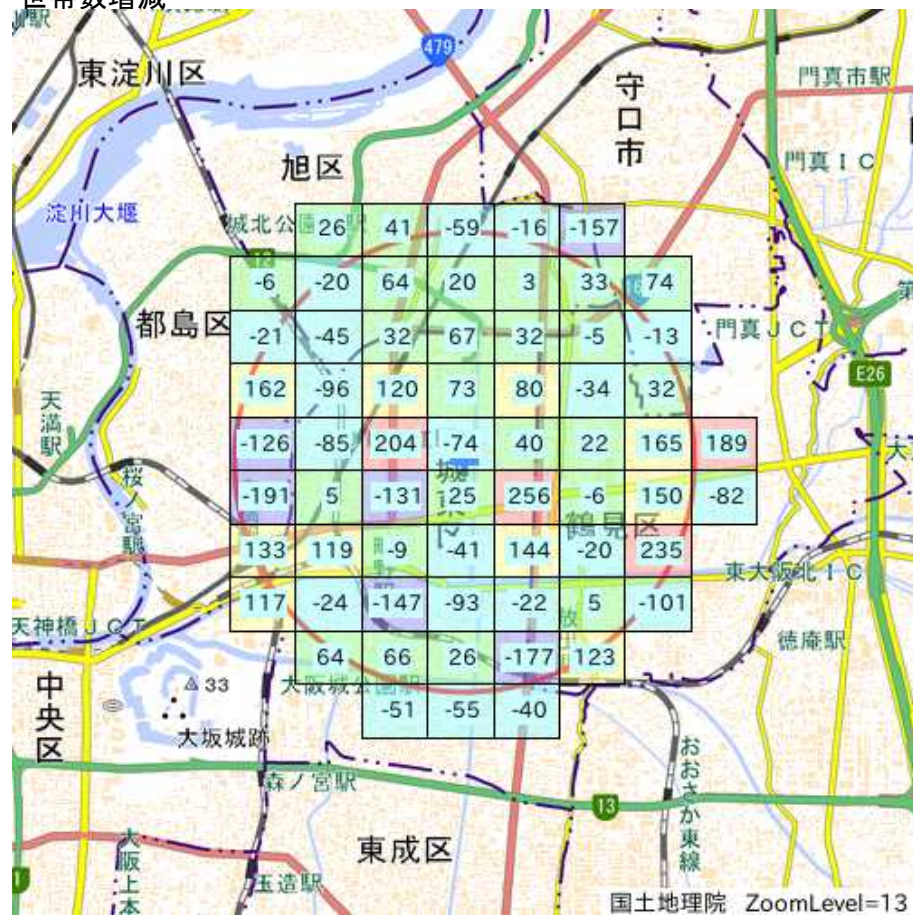 世帯数増減
479
東淀川区
守口市
門真市駅
旭区
門真IC
淀川大堰
城北公園
駅
26 41 -59 -16 -157
-6 -20 64 20 3 33 74
都島区
-21 -45 32 67 32 -5 -13
門真JCT
E26
162 -96 120 73 80 -34 32
天満駅
-126 -85 204 -74 40 22 165 189
桜ノ宮駅
城東区
-191 5 -131 25 256 -6 150 -82
鶴見区
133 119 -9 -41 144 -20 235
東大阪北IC
117 -24 -147 -93 -22 5 -101
天神橋JCT
徳庵駅
64 66 26 -177 123
中央区
33
大阪城公園駅
-51 -55 -40
大坂城跡
おおさか東線
森ノ宮駅
13
東成区
大阪上本
玉造駅
国土地理院 ZoomLevel=13